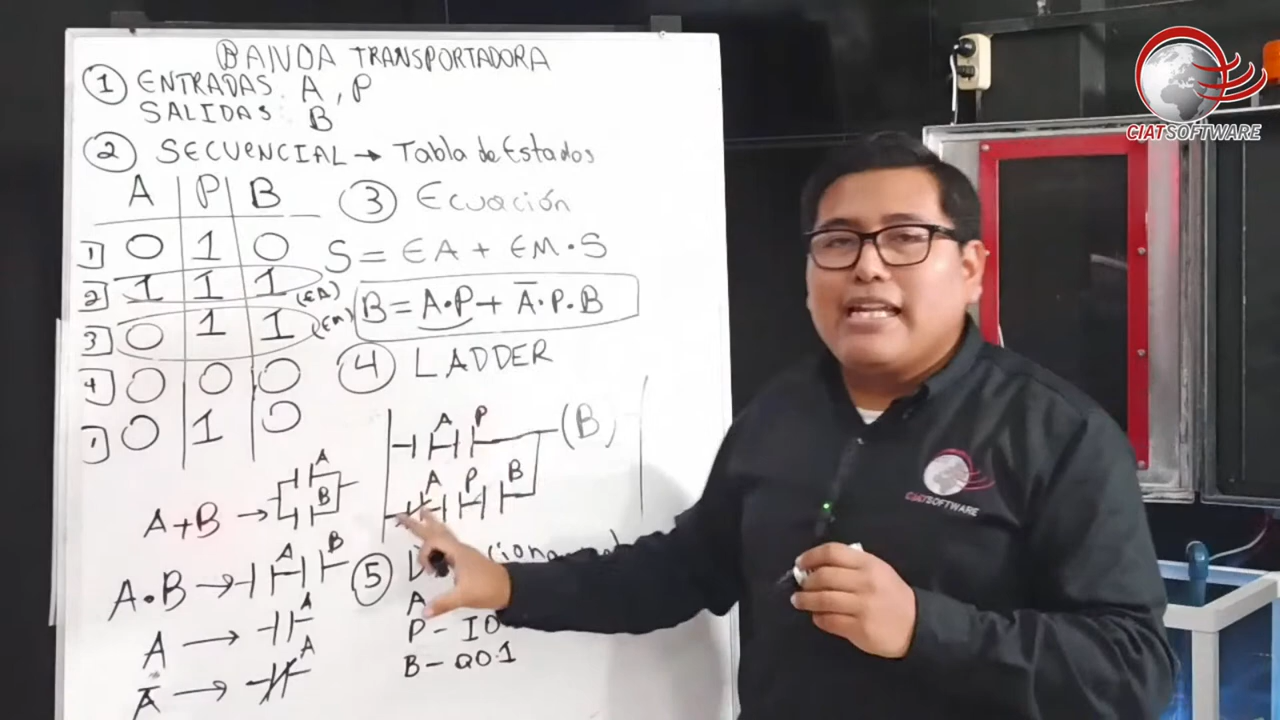 BANDA TRANSPORTADORA
1 ENTRADAS A, P
SALIDAS B
2 SECUENCIAL → Tabla de Estados
A P B
1 0 1 0
2 1 1 1 (EA)
3 0 1 1 (EM)
4 0 0 0
1 0 1 0
3 Ecuación
S = EA + EM·S
B = A·P + A̅·P·B
4 LADDER
A P (B)
A P B
A+B → A B
A·B → A B
A → A
A̅ → A
5
A
P - I0
B - Q0.1
CIATSOFTWARE
CIATSOFTWARE